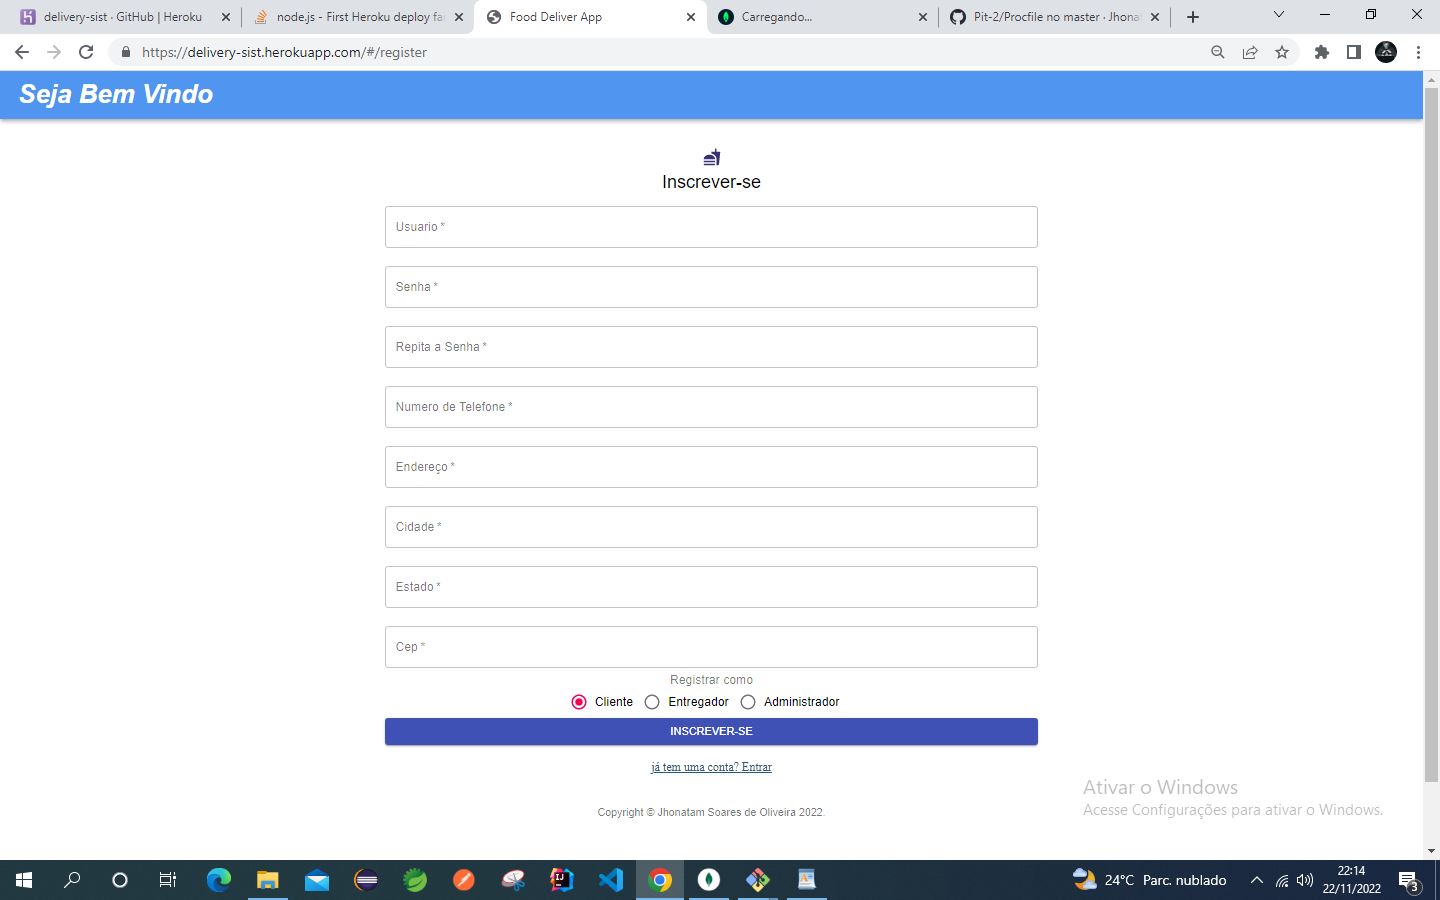 delivery-sist · GitHub | Heroku
node.js - First Heroku deploy fai
Food Deliver App
Carregando...
Pit-2/Procfile no master · Jhonat
https://delivery-sist.herokuapp.com/#/register
Seja Bem Vindo
Inscrever-se
Usuario *
Senha *
Repita a Senha *
Numero de Telefone *
Endereço *
Cidade *
Estado *
Cep *
Registrar como
Cliente
Entregador
Administrador
INSCREVER-SE
já tem uma conta? Entrar
Copyright © Jhonatam Soares de Oliveira 2022.
Ativar o Windows
Acesse Configurações para ativar o Windows.
24°C Parc. nublado
22:14
22/11/2022
3